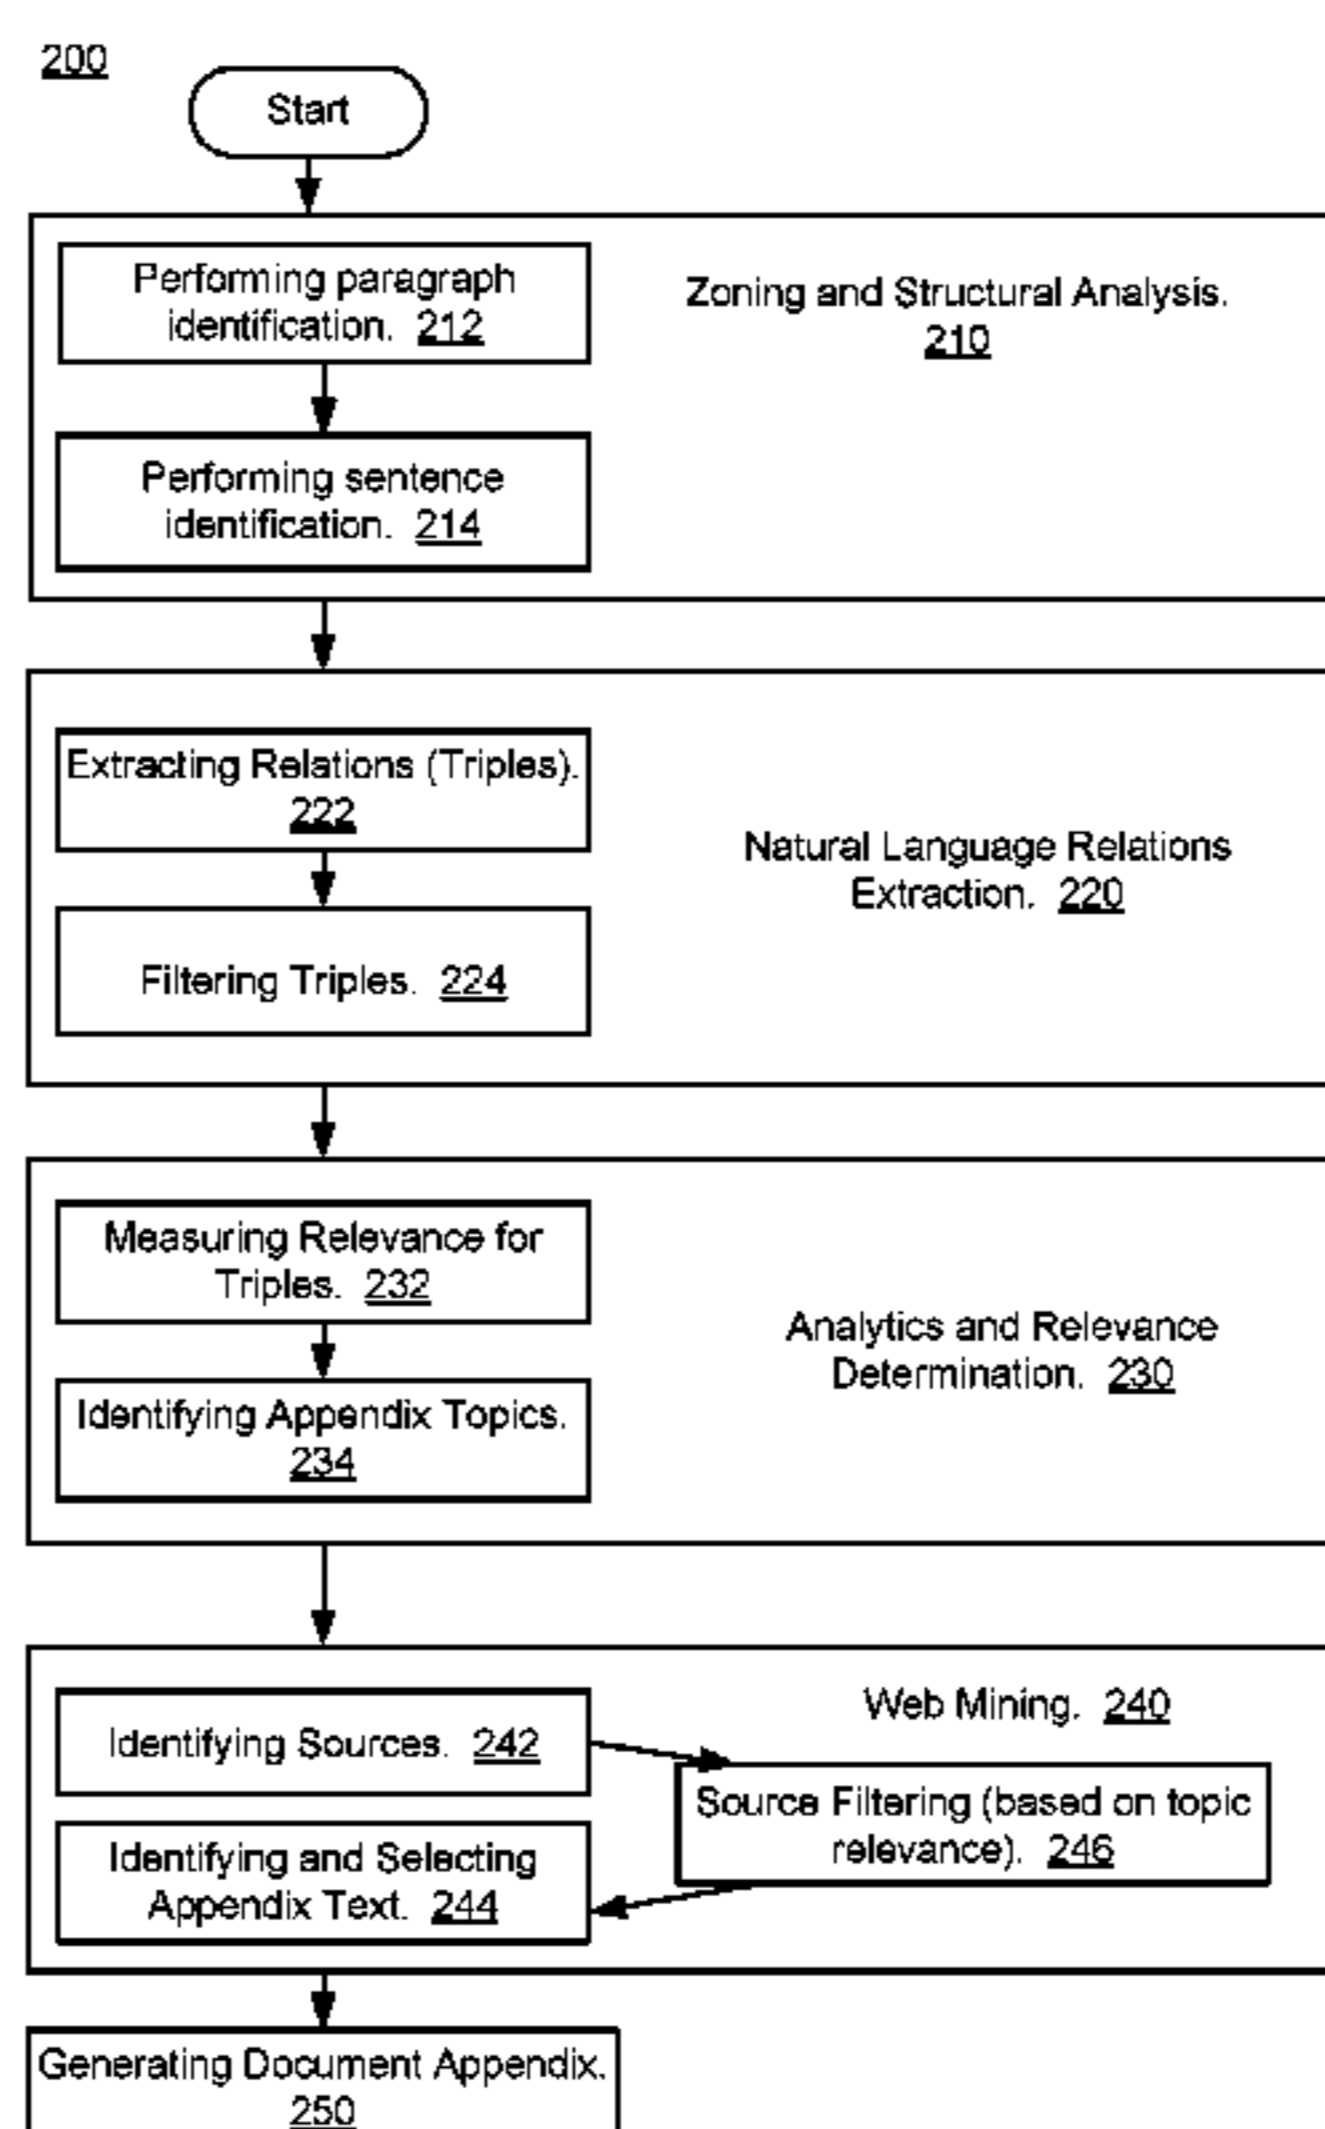 200
Start
Performing paragraph
identification. 212
Zoning and Structural Analysis.
210
Performing sentence
identification. 214
Extracting Relations (Triples).
222
Natural Language Relations
Extraction. 220
Filtering Triples. 224
Measuring Relevance for
Triples. 232
Analytics and Relevance
Determination. 230
Identifying Appendix Topics.
234
Web Mining. 240
Identifying Sources. 242
Source Filtering (based on topic
relevance). 246
Identifying and Selecting
Appendix Text. 244
Generating Document Appendix.
250